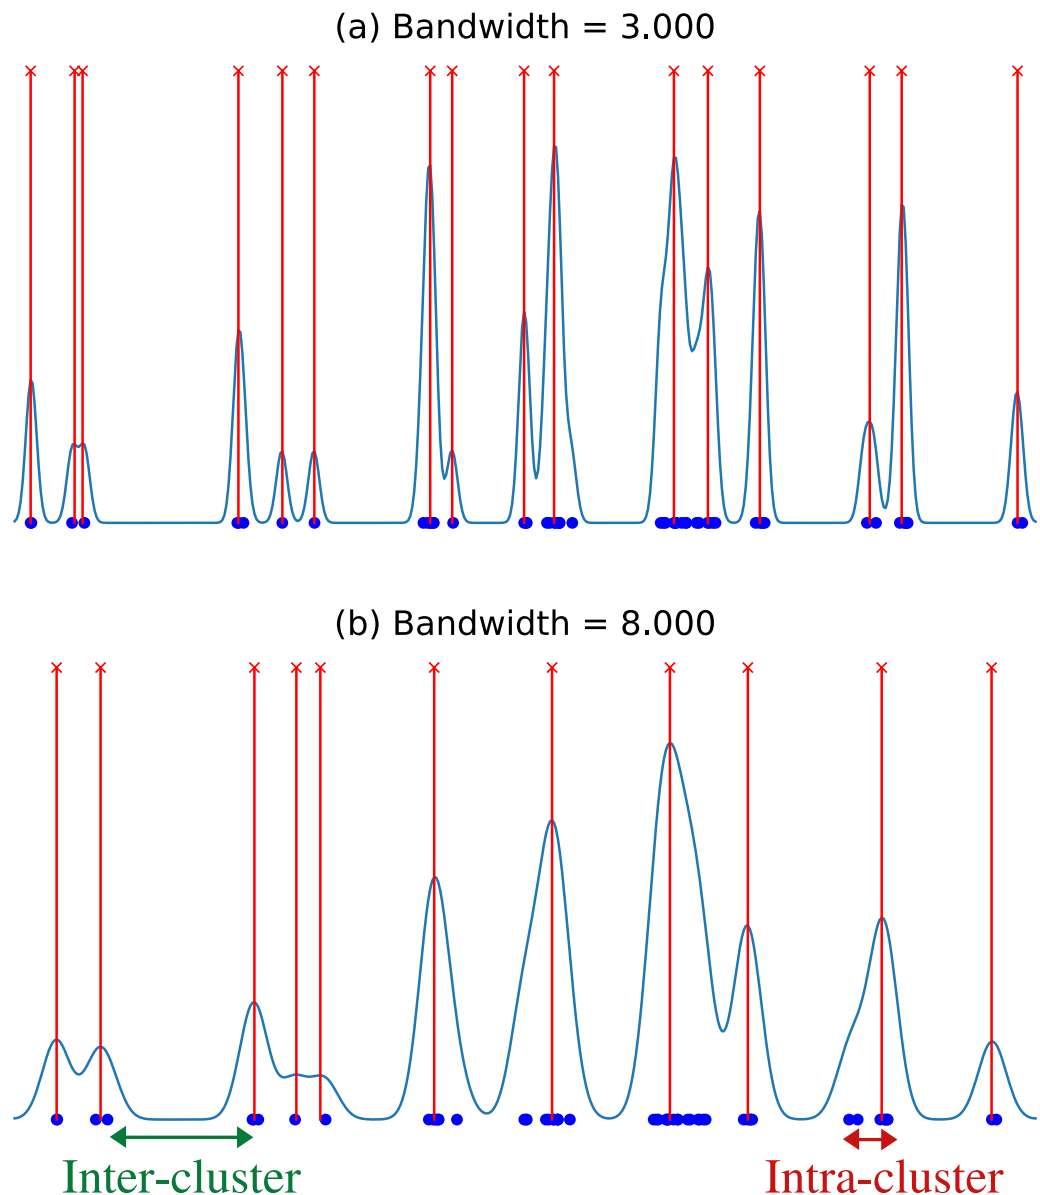 (a) Bandwidth = 3.000
(b) Bandwidth = 8.000
Inter-cluster
Intra-cluster